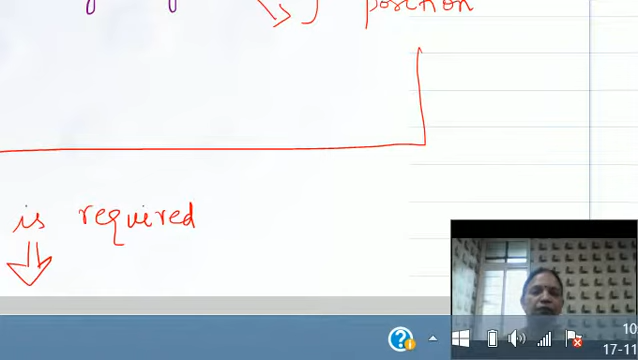 position
is required
10
17-11